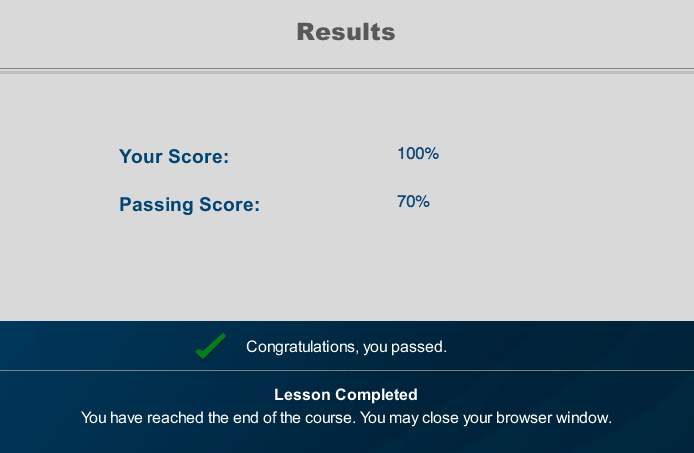 Results
Your Score: 100%
Passing Score: 70%
Congratulations, you passed.
Lesson Completed
You have reached the end of the course. You may close your browser window.